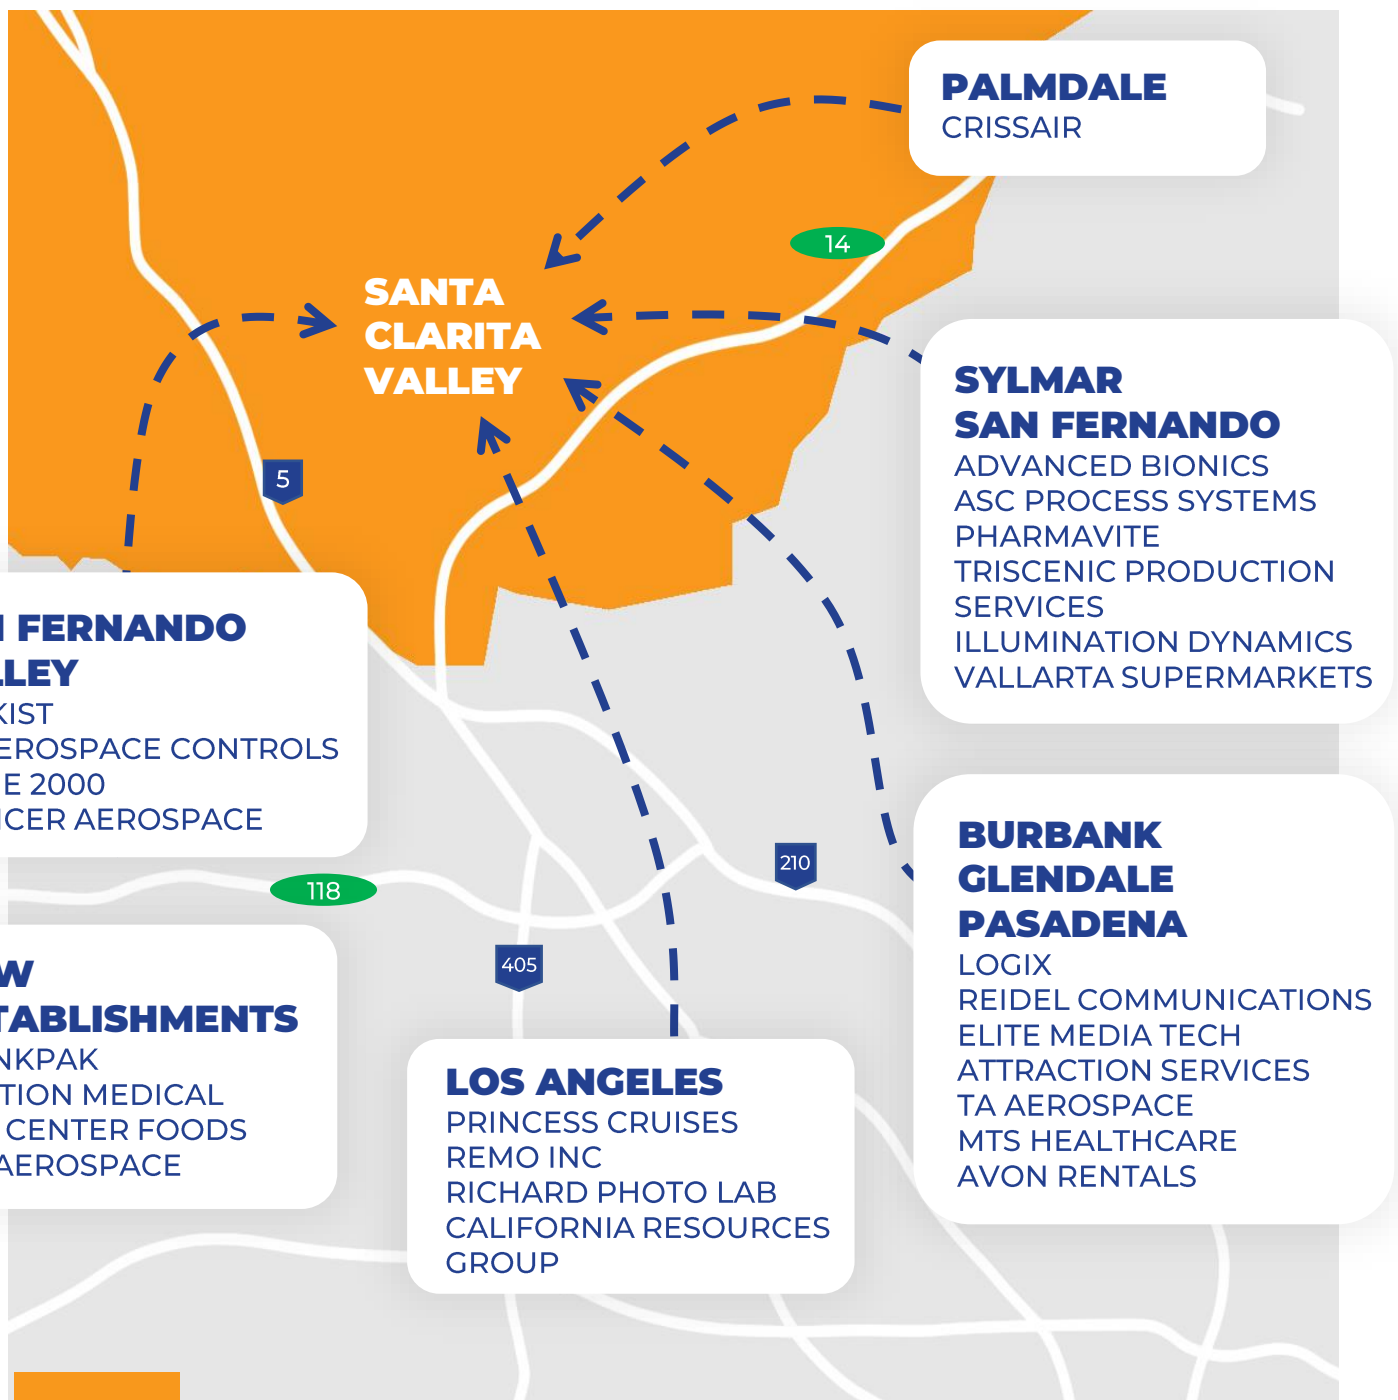 PALMDALE
CRISSAIR
14
SANTA
CLARITA
VALLEY
5
SYLMAR
SAN FERNANDO
ADVANCED BIONICS
ASC PROCESS SYSTEMS
PHARMAVITE
TRISCENIC PRODUCTION
SERVICES
ILLUMINATION DYNAMICS
VALLARTA SUPERMARKETS
FERNANDO
LLEY
KIST
EROSPACE CONTROLS
E 2000
ICER AEROSPACE
118
210
405
BURBANK
GLENDALE
PASADENA
LOGIX
REIDEL COMMUNICATIONS
ELITE MEDIA TECH
ATTRACTION SERVICES
TA AEROSPACE
MTS HEALTHCARE
AVON RENTALS
W
TABLISHMENTS
NKPAK
TION MEDICAL
CENTER FOODS
AEROSPACE
LOS ANGELES
PRINCESS CRUISES
REMO INC
RICHARD PHOTO LAB
CALIFORNIA RESOURCES
GROUP